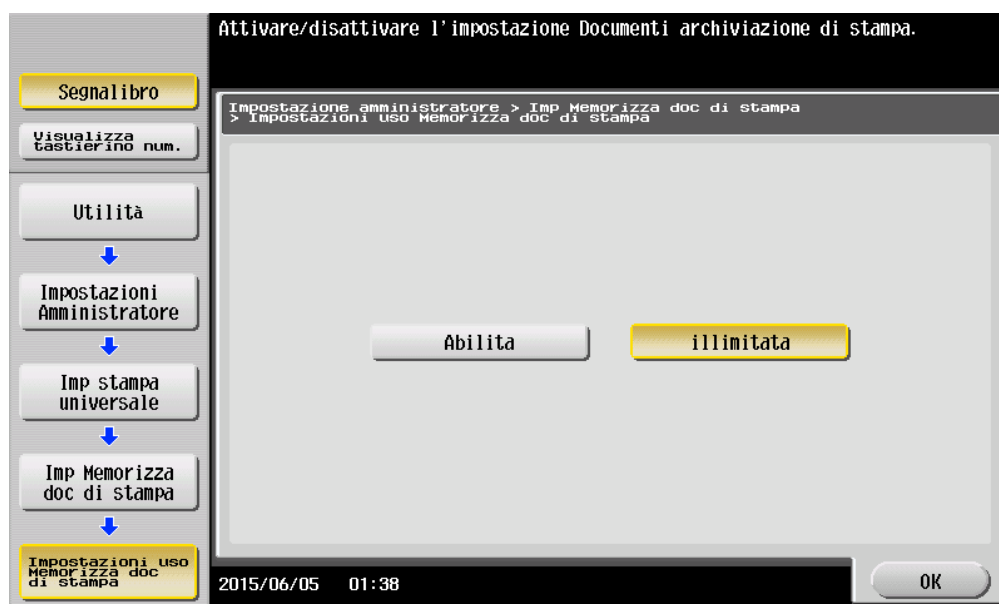 Attivare/disattivare l'impostazione Documenti archiviazione di stampa.
Segnalibro
Visualizza
tastierino num.
Impostazione amministratore > Imp Memorizza doc di stampa
> Impostazioni uso Memorizza doc di stampa
Utilità
Impostazioni
Amministratore
Imp stampa
universale
Imp Memorizza
doc di stampa
Impostazioni uso
Memorizza doc
di stampa
Abilita
illimitata
2015/06/05 01:38
OK